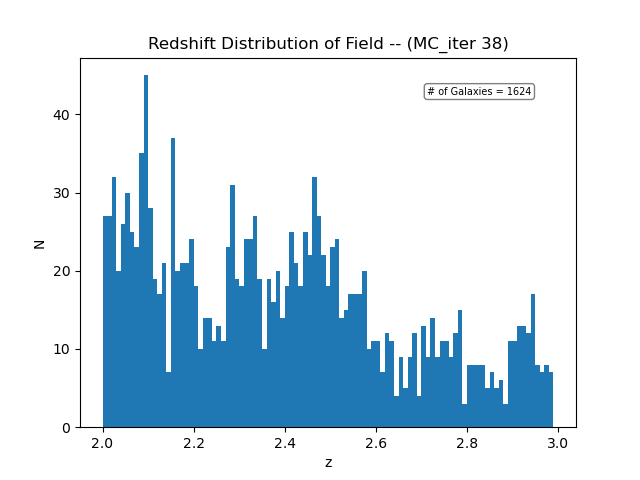 Redshift Distribution of Field -- (MC_iter 38)
# of Galaxies = 1624
40
30
20
10
0
N
2.0 2.2 2.4 2.6 2.8 3.0
z